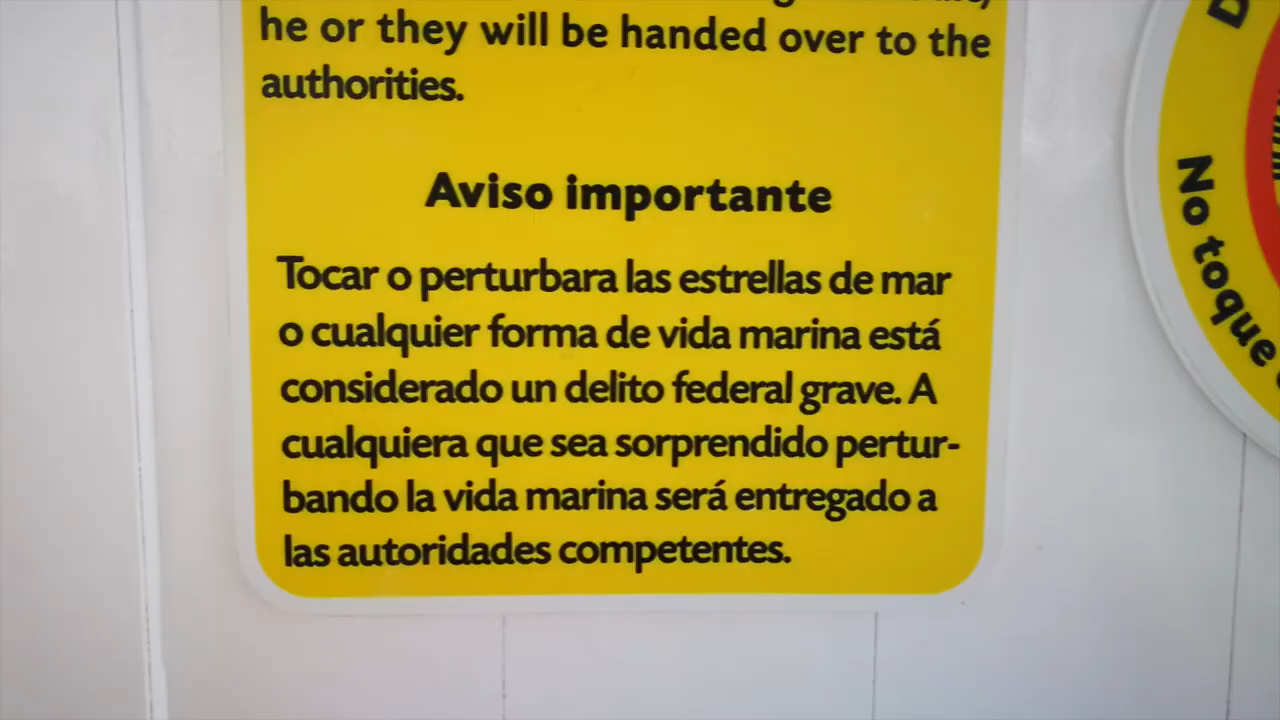 he or they will be handed over to the
authorities.
Aviso importante
Tocar o perturbara las estrellas de mar
o cualquier forma de vida marina está
considerado un delito federal grave. A
cualquiera que sea sorprendido pertur-
bando la vida marina será entregado a
las autoridades competentes.
No toque